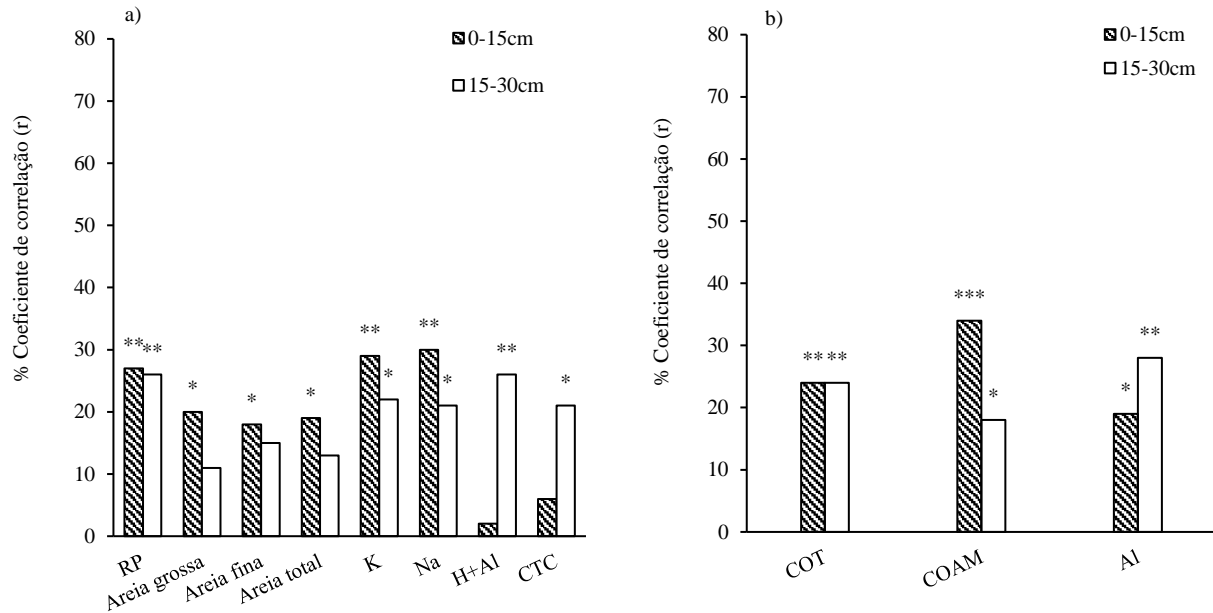 a)
% Coeficiente de correlação (r)
80
70
60
50
40
30
20
10
0
0-15cm
15-30cm
** **
*
*
*
**
*
**
*
**
*
RP
Areia grossa
Areia fina
Areia total
K
Na
H+Al
CTC
b)
% Coeficiente de correlação (r)
80
70
60
50
40
30
20
10
0
0-15cm
15-30cm
** **
***
*
*
**
COT
COAM
Al